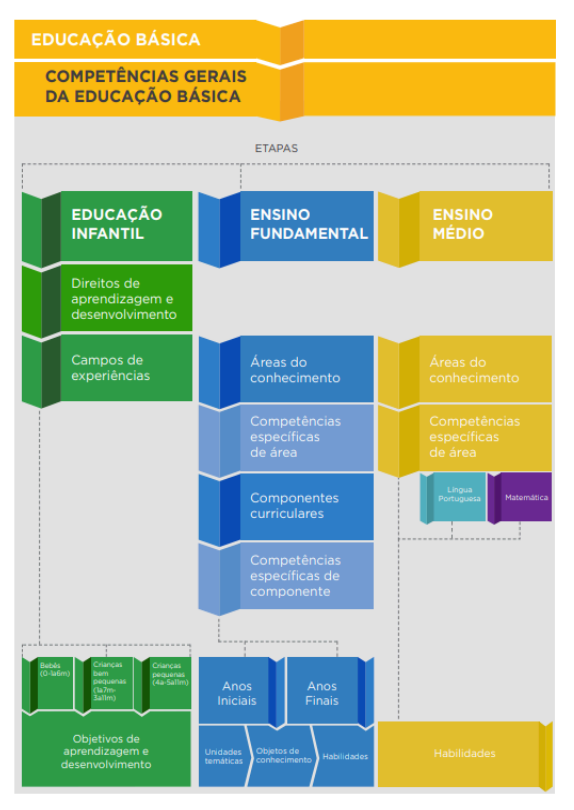 EDUCAÇÃO BÁSICA
COMPETÊNCIAS GERAIS
DA EDUCAÇÃO BÁSICA
ETAPAS
EDUCAÇÃO
INFANTIL
Direitos de
aprendizagem e
desenvolvimento
Campos de
experiências
Bebês
(0-1a6m)
Crianças
bem
pequenas
(1a7m-
3a11m)
Crianças
pequenas
(4a-5a11m)
Objetivos de
aprendizagem e
desenvolvimento
ENSINO
FUNDAMENTAL
Áreas do
conhecimento
Competências
específicas
de área
Componentes
curriculares
Competências
específicas de
componente
Anos
Iniciais
Anos
Finais
Unidades
temáticas
Objetos de
conhecimento
Habilidades
ENSINO
MÉDIO
Áreas do
conhecimento
Competências
específicas
de área
Língua
Portuguesa
Matemática
Habilidades